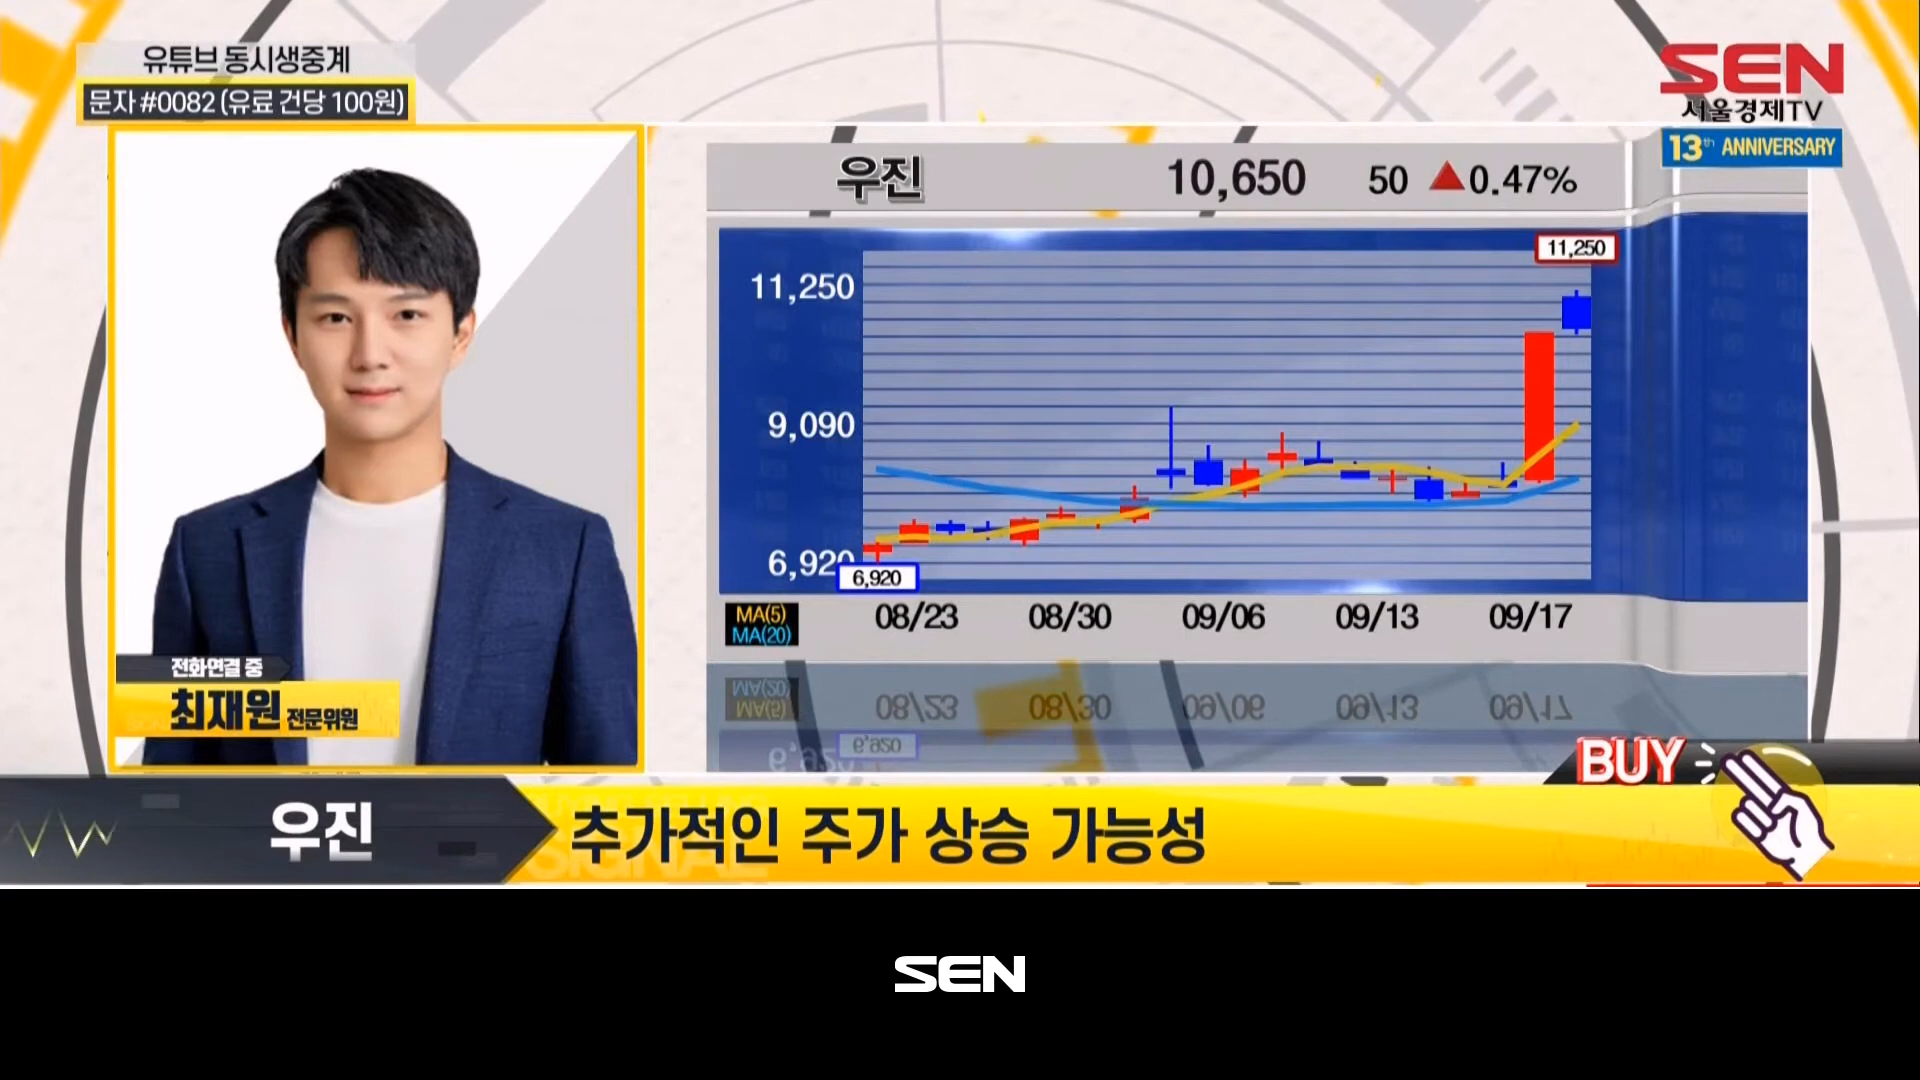 유튜브 동시생중계
문자 #0082 (유료 건당 100원)
SEN
서울경제TV
13th ANNIVERSARY
우진 10,650 50 ▲0.47%
11,250
11,250
9,090
6,920
6,920
MA(5)
MA(20)
08/23 08/30 09/06 09/13 09/17
전화연결 중
최재원 전문위원
BUY
우진
추가적인 주가 상승 가능성
SIGNAL
SEN